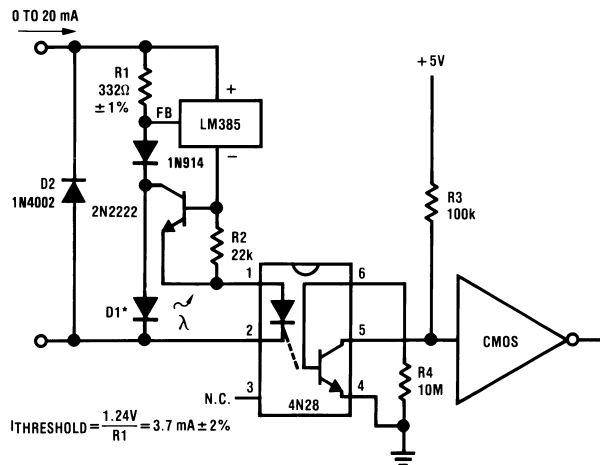 0 TO 20 mA
R1
332Ω
±1%
FB
+
LM385
−
1N914
+5V
D2
1N4002
2N2222
R2
22k
R3
100k
1
6
D1*
λ
2
5
CMOS
N.C.
3
4
4N28
R4
10M
ITHRESHOLD = 1.24V / R1 = 3.7 mA ± 2%